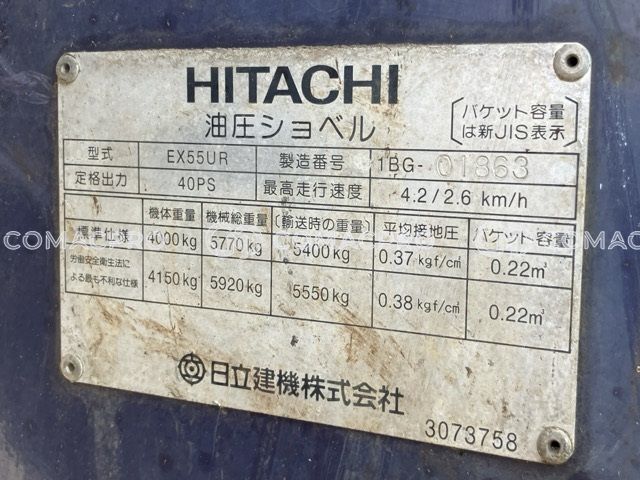 HITACHI
油圧ショベル
(バケット容量
は新JIS表示)
型式 EX55UR 製造番号 1BG-01863
定格出力 40PS 最高走行速度 4.2/2.6 km/h
機体重量 機械総重量 (輸送時の重量) 平均接地圧 バケット容量
標準仕様 4000kg 5770kg 5400kg 0.37kgf/c㎡ 0.22㎥
労働安全衛生法に
よる最も不利な仕様 4150kg 5920kg 5550kg 0.38kgf/c㎡ 0.22㎥
日立建機株式会社
3073758